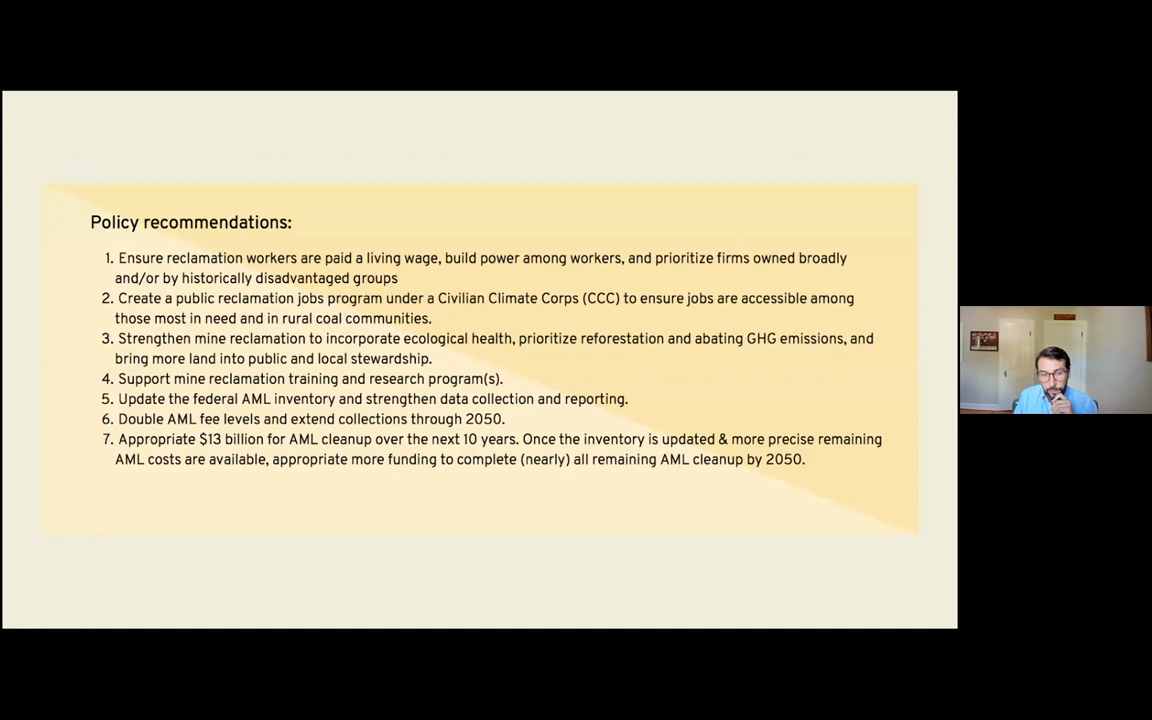 Policy recommendations:
1. Ensure reclamation workers are paid a living wage, build power among workers, and prioritize firms owned broadly
and/or by historically disadvantaged groups
2. Create a public reclamation jobs program under a Civilian Climate Corps (CCC) to ensure jobs are accessible among
those most in need and in rural coal communities.
3. Strengthen mine reclamation to incorporate ecological health, prioritize reforestation and abating GHG emissions, and
bring more land into public and local stewardship.
4. Support mine reclamation training and research program(s).
5. Update the federal AML inventory and strengthen data collection and reporting.
6. Double AML fee levels and extend collections through 2050.
7. Appropriate $13 billion for AML cleanup over the next 10 years. Once the inventory is updated & more precise remaining
AML costs are available, appropriate more funding to complete (nearly) all remaining AML cleanup by 2050.